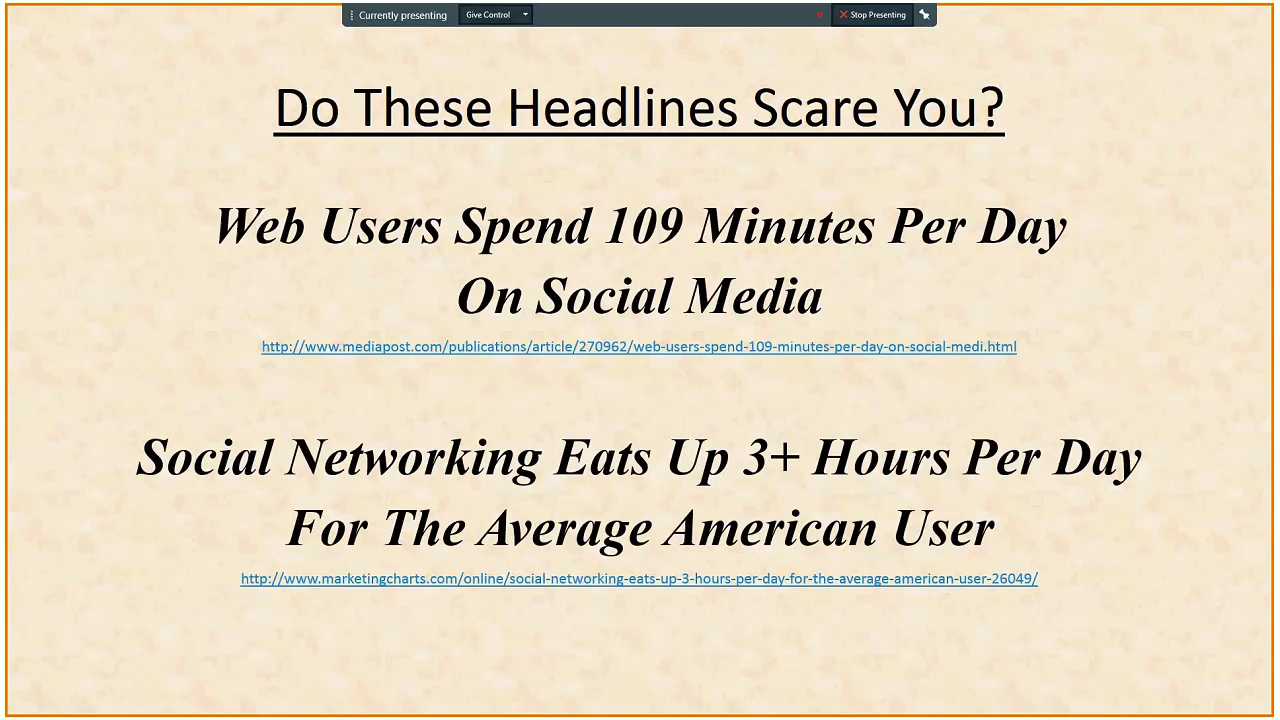 Currently presenting Give Control Stop Presenting
Do These Headlines Scare You?
Web Users Spend 109 Minutes Per Day
On Social Media
http://www.mediapost.com/publications/article/270962/web-users-spend-109-minutes-per-day-on-social-medi.html
Social Networking Eats Up 3+ Hours Per Day
For The Average American User
http://www.marketingcharts.com/online/social-networking-eats-up-3-hours-per-day-for-the-average-american-user-26049/